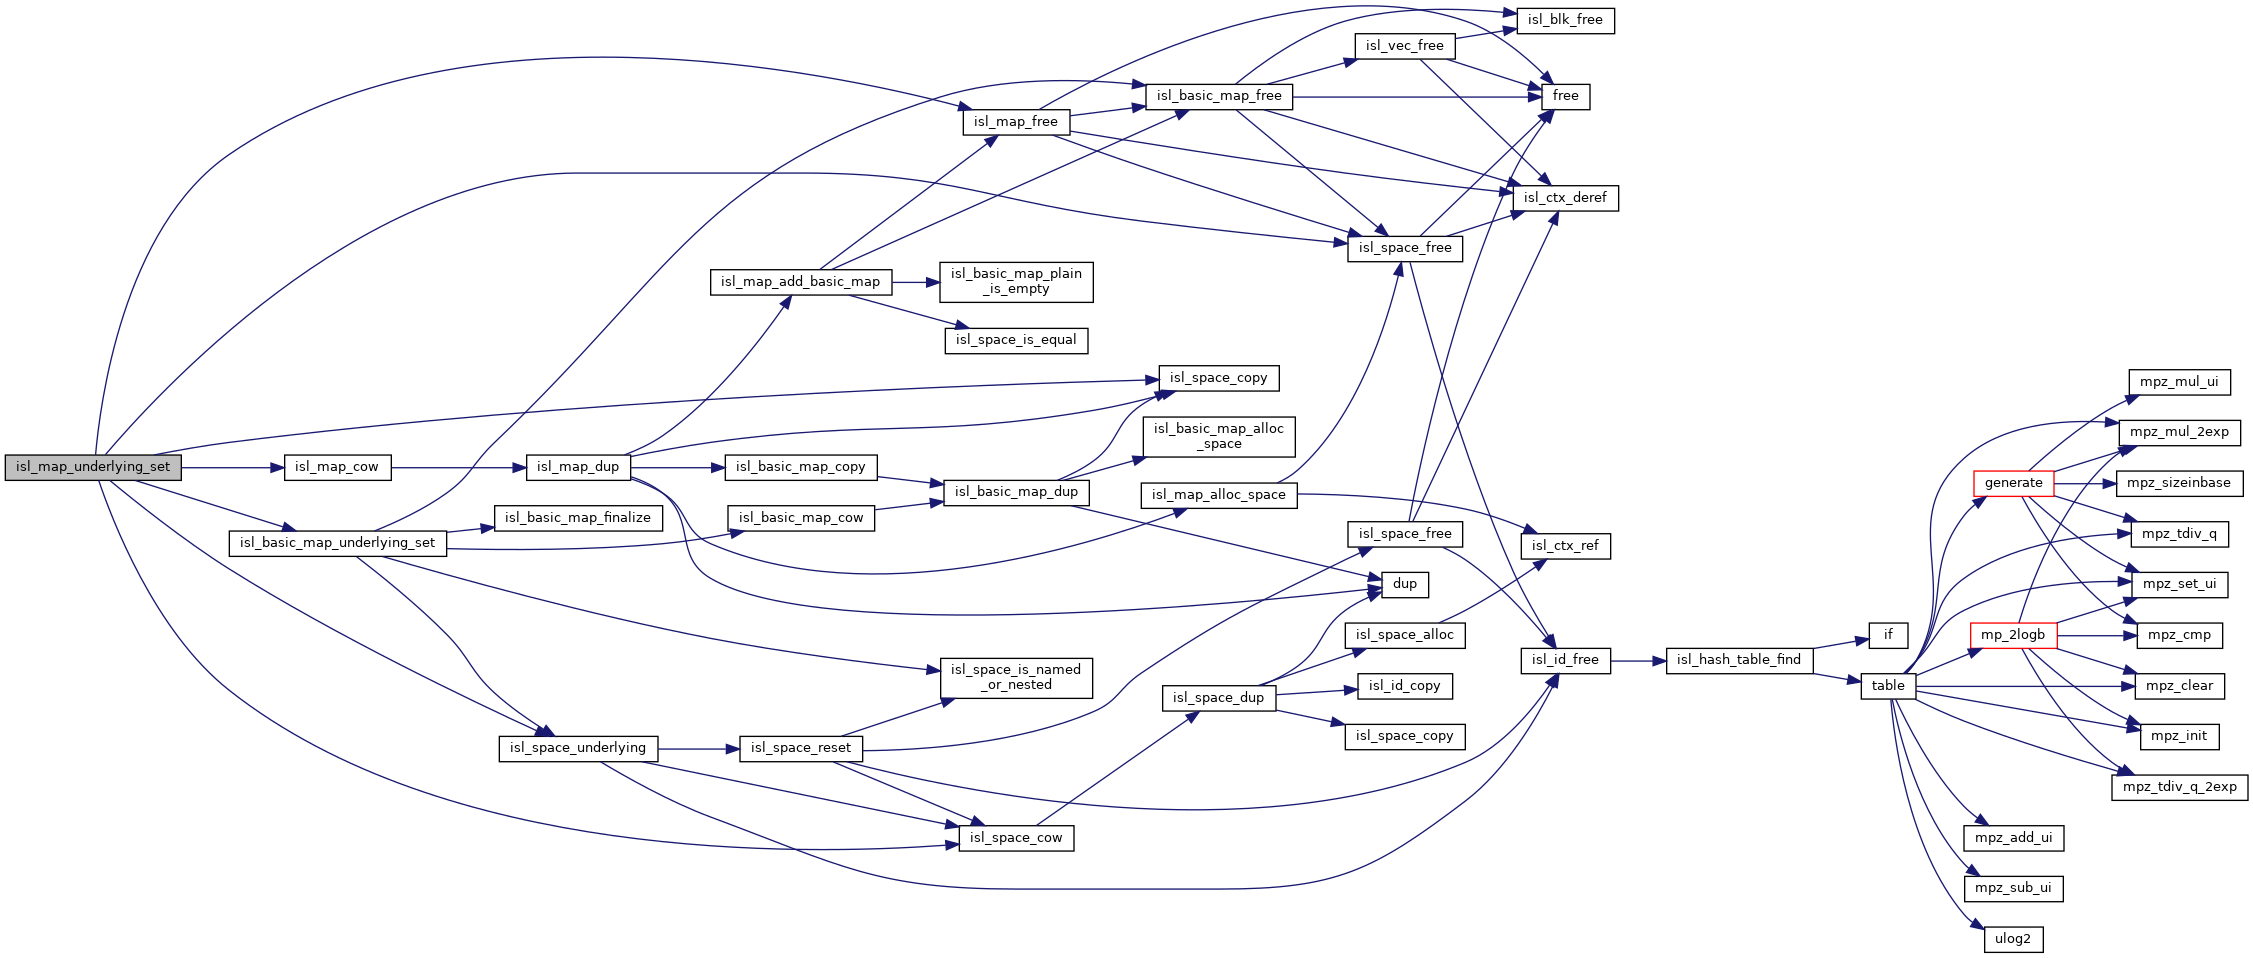 isl_map_underlying_set
isl_map_cow
isl_basic_map_underlying_set
isl_basic_map_finalize
isl_map_dup
isl_space_underlying
isl_map_add_basic_map
isl_basic_map_copy
isl_basic_map_cow
isl_space_reset
isl_map_free
isl_basic_map_plain
_is_empty
isl_space_is_equal
isl_basic_map_dup
isl_space_is_named
_or_nested
isl_space_cow
isl_basic_map_free
isl_space_copy
isl_basic_map_alloc
_space
isl_map_alloc_space
isl_space_dup
isl_vec_free
isl_space_free
isl_space_free
dup
isl_space_alloc
isl_id_copy
isl_space_copy
isl_blk_free
free
isl_ctx_deref
isl_ctx_ref
isl_id_free
isl_hash_table_find
if
table
generate
mp_2logb
mpz_add_ui
mpz_sub_ui
ulog2
mpz_mul_ui
mpz_mul_2exp
mpz_sizeinbase
mpz_tdiv_q
mpz_set_ui
mpz_cmp
mpz_clear
mpz_init
mpz_tdiv_q_2exp